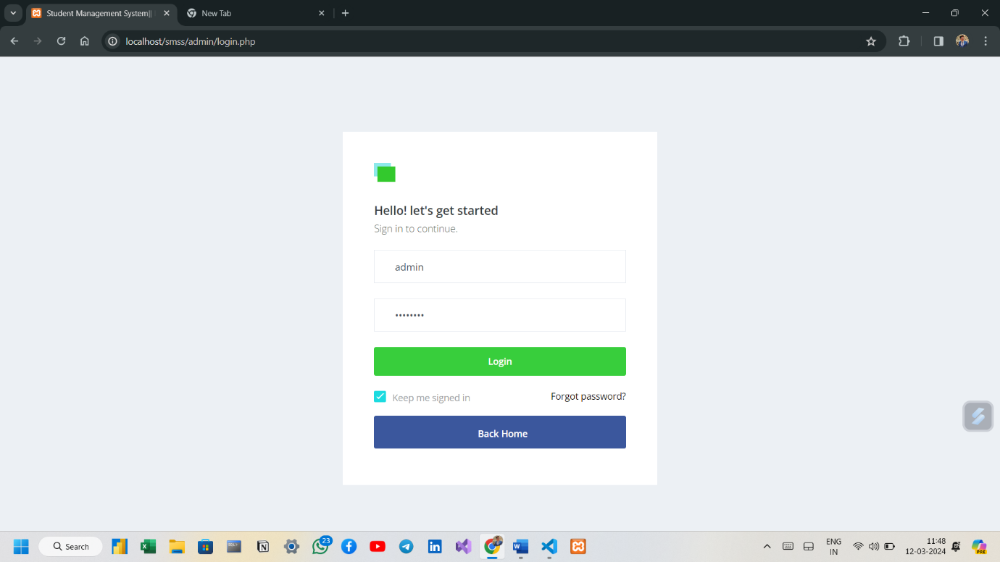 Student Management System||
New Tab
localhost/smss/admin/login.php
Hello! let's get started
Sign in to continue.
admin
••••••••
Login
Keep me signed in
Forgot password?
Back Home
Search
23
ENG
IN
11:48
12-03-2024
PRE